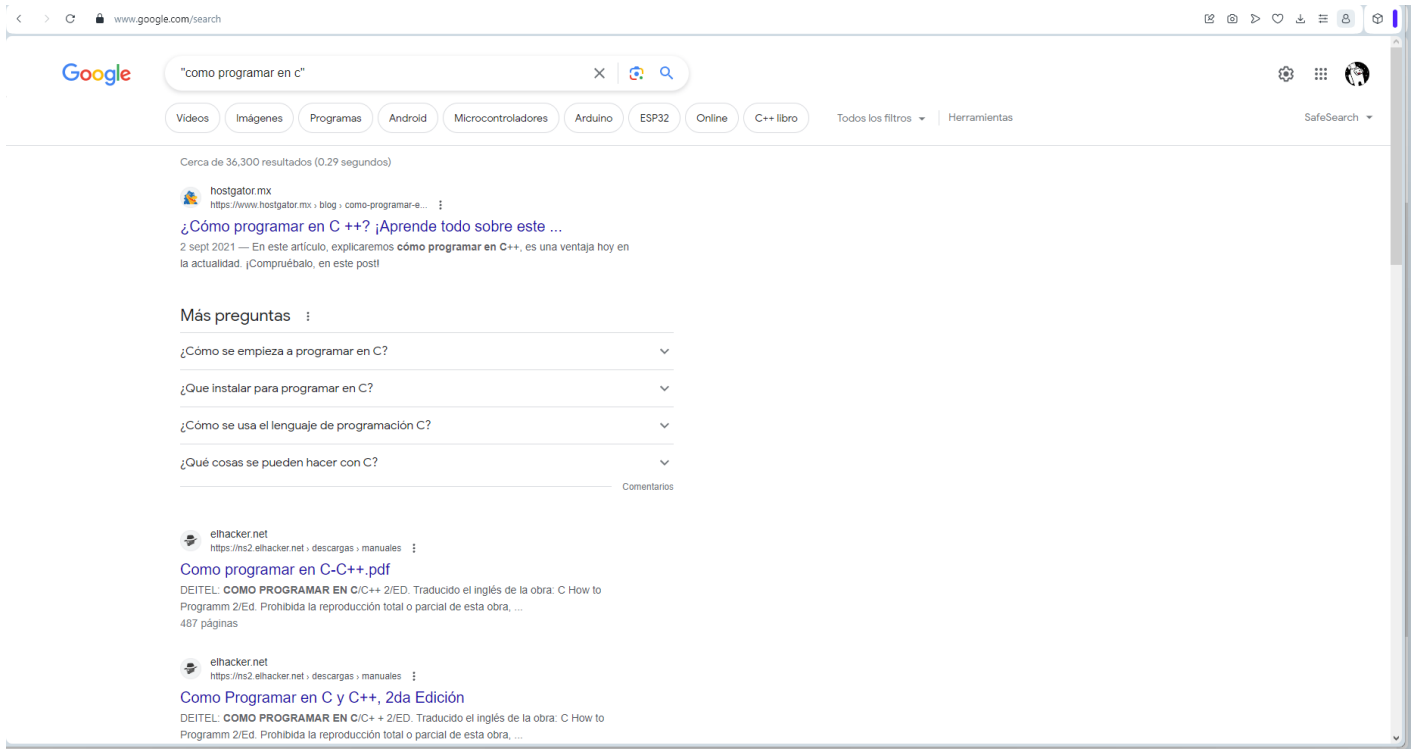 www.google.com/search
Google
"como programar en c"
Videos
Imágenes
Programas
Android
Microcontroladores
Arduino
ESP32
Online
C++ libro
Todos los filtros
Herramientas
SafeSearch
Cerca de 36,300 resultados (0.29 segundos)
hostgator.mx
https://www.hostgator.mx › blog › como-programar-e...
¿Cómo programar en C ++? ¡Aprende todo sobre este ...
2 sept 2021 — En este artículo, explicaremos cómo programar en C++, es una ventaja hoy en
la actualidad. ¡Compruébalo, en este post!
Más preguntas
¿Cómo se empieza a programar en C?
¿Que instalar para programar en C?
¿Cómo se usa el lenguaje de programación C?
¿Qué cosas se pueden hacer con C?
Comentarios
elhacker.net
https://ns2.elhacker.net › descargas › manuales
Como programar en C-C++.pdf
DEITEL: COMO PROGRAMAR EN C/C++ 2/ED. Traducido el inglés de la obra: C How to
Programm 2/Ed. Prohibida la reproducción total o parcial de esta obra, ...
487 páginas
elhacker.net
https://ns2.elhacker.net › descargas › manuales
Como Programar en C y C++, 2da Edición
DEITEL: COMO PROGRAMAR EN C/C+ + 2/ED. Traducido el inglés de la obra: C How to
Programm 2/Ed. Prohibida la reproducción total o parcial de esta obra, ...